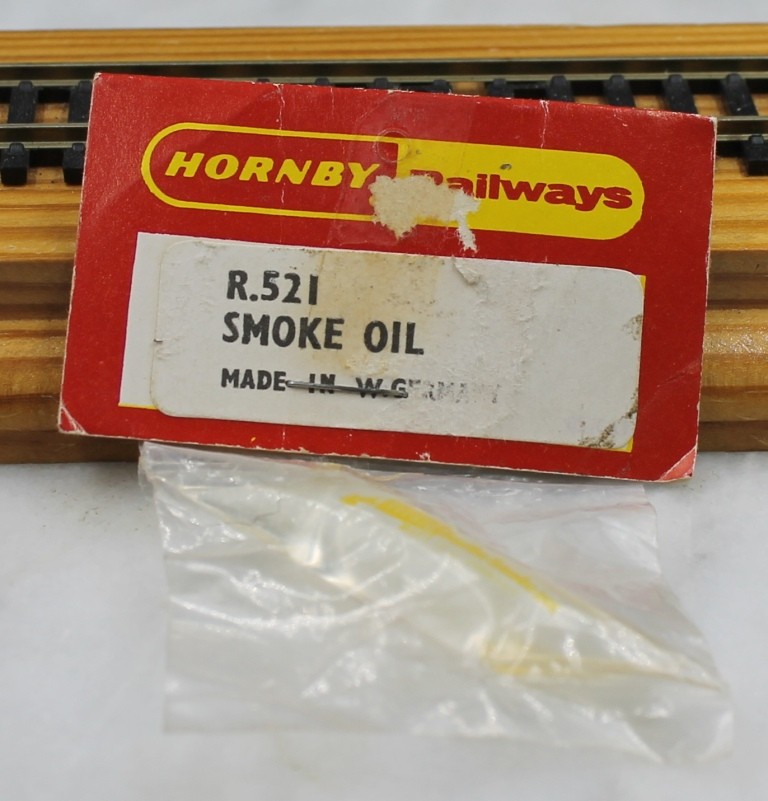 HORNBY Railways
R.521
SMOKE OIL
MADE IN W. GERMANY